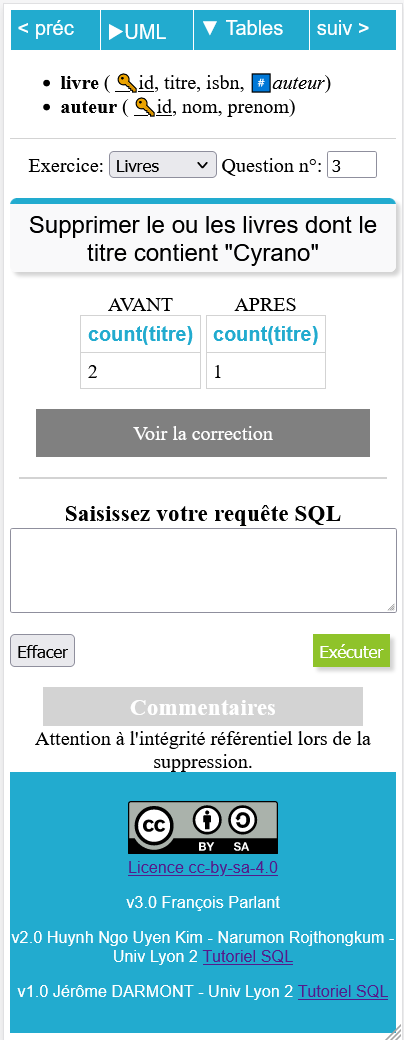 < préc ▶UML ▼ Tables suiv >
livre ( 🔑id, titre, isbn, #auteur)
auteur ( 🔑id, nom, prenom)
Exercice: Livres Question n°: 3
Supprimer le ou les livres dont le
titre contient "Cyrano"
AVANT APRES
count(titre) count(titre)
2 1
Voir la correction
Saisissez votre requête SQL
Effacer Exécuter
Commentaires
Attention à l'intégrité référentiel lors de la
suppression.
cc BY SA
Licence cc-by-sa-4.0
v3.0 François Parlant
v2.0 Huynh Ngo Uyen Kim - Narumon Rojthongkum -
Univ Lyon 2 Tutoriel SQL
v1.0 Jérôme DARMONT - Univ Lyon 2 Tutoriel SQL